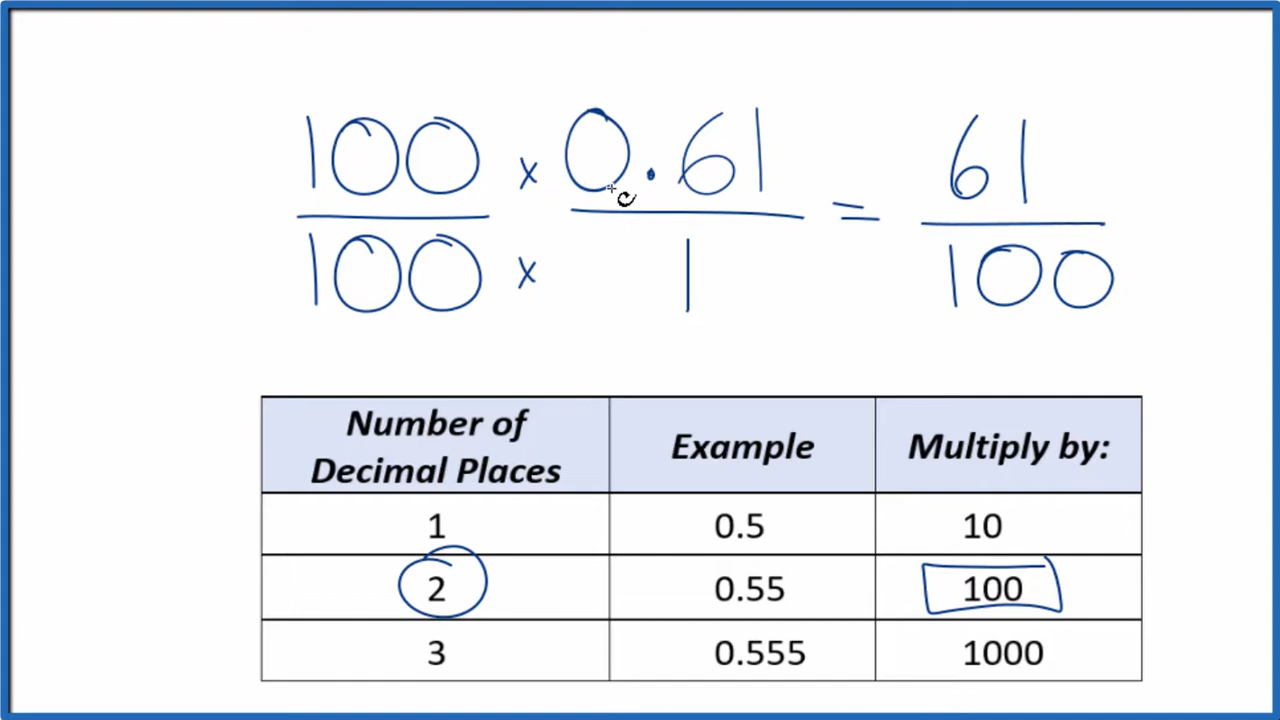 100 × 0.61 = 61
100 × 1 100
Number of Decimal Places Example Multiply by:
1 0.5 10
2 0.55 100
3 0.555 1000